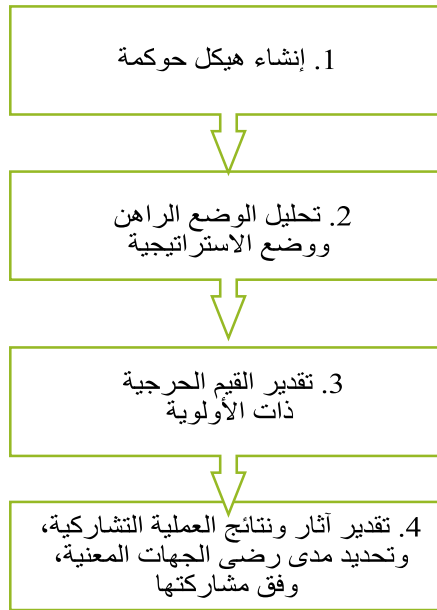 1. إنشاء هيكل حوكمة
2. تحليل الوضع الراهن
ووضع الاستراتيجية
3. تقدير القيم الحرجية
ذات الأولوية
4. تقدير آثار ونتائج العملية التشاركية،
وتحديد مدى رضى الجهات المعنية،
وفق مشاركتها